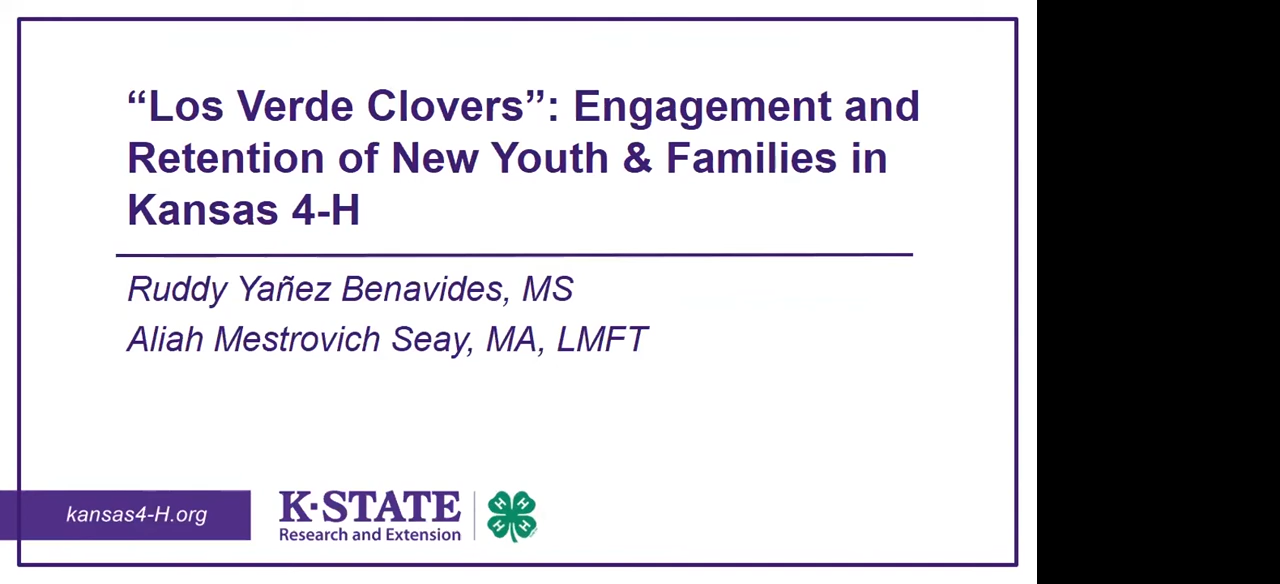 “Los Verde Clovers”: Engagement and
Retention of New Youth & Families in
Kansas 4-H
Ruddy Yañez Benavides, MS
Aliah Mestrovich Seay, MA, LMFT
kansas4-H.org
K·STATE
Research and Extension
H H H H